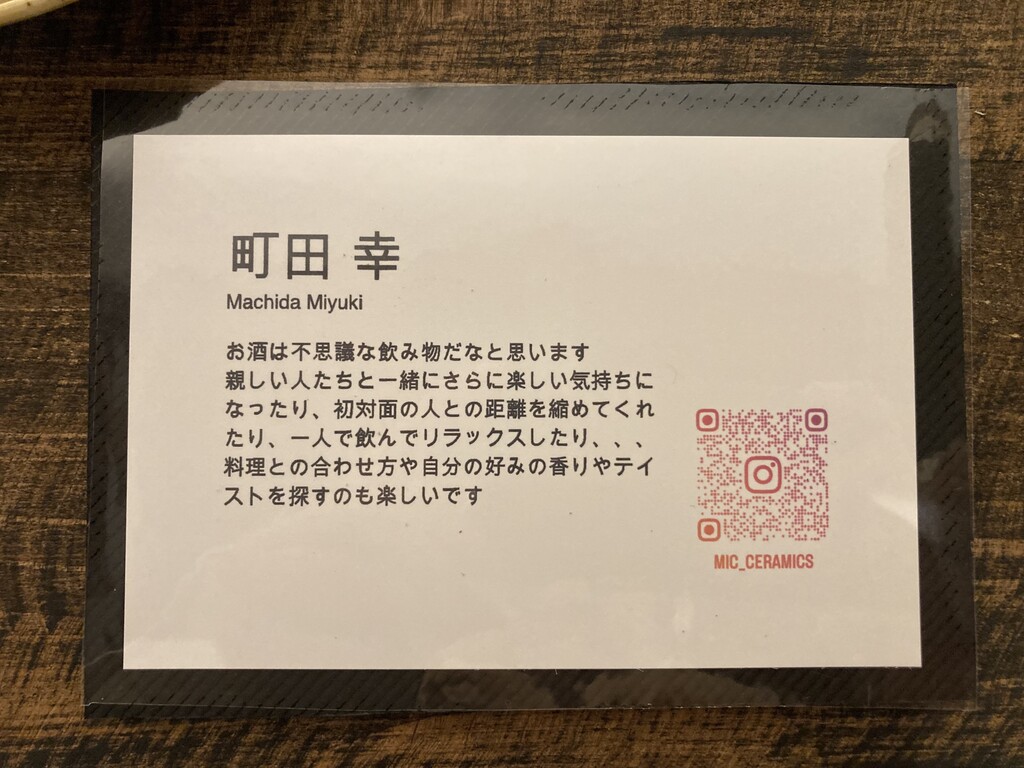 町田 幸
Machida Miyuki
お酒は不思議な飲み物だなと思います
親しい人たちと一緒にさらに楽しい気持ちに
なったり、初対面の人との距離を縮めてくれ
たり、一人で飲んでリラックスしたり、、、
料理との合わせ方や自分の好みの香りやテイ
ストを探すのも楽しいです
MIC_CERAMICS